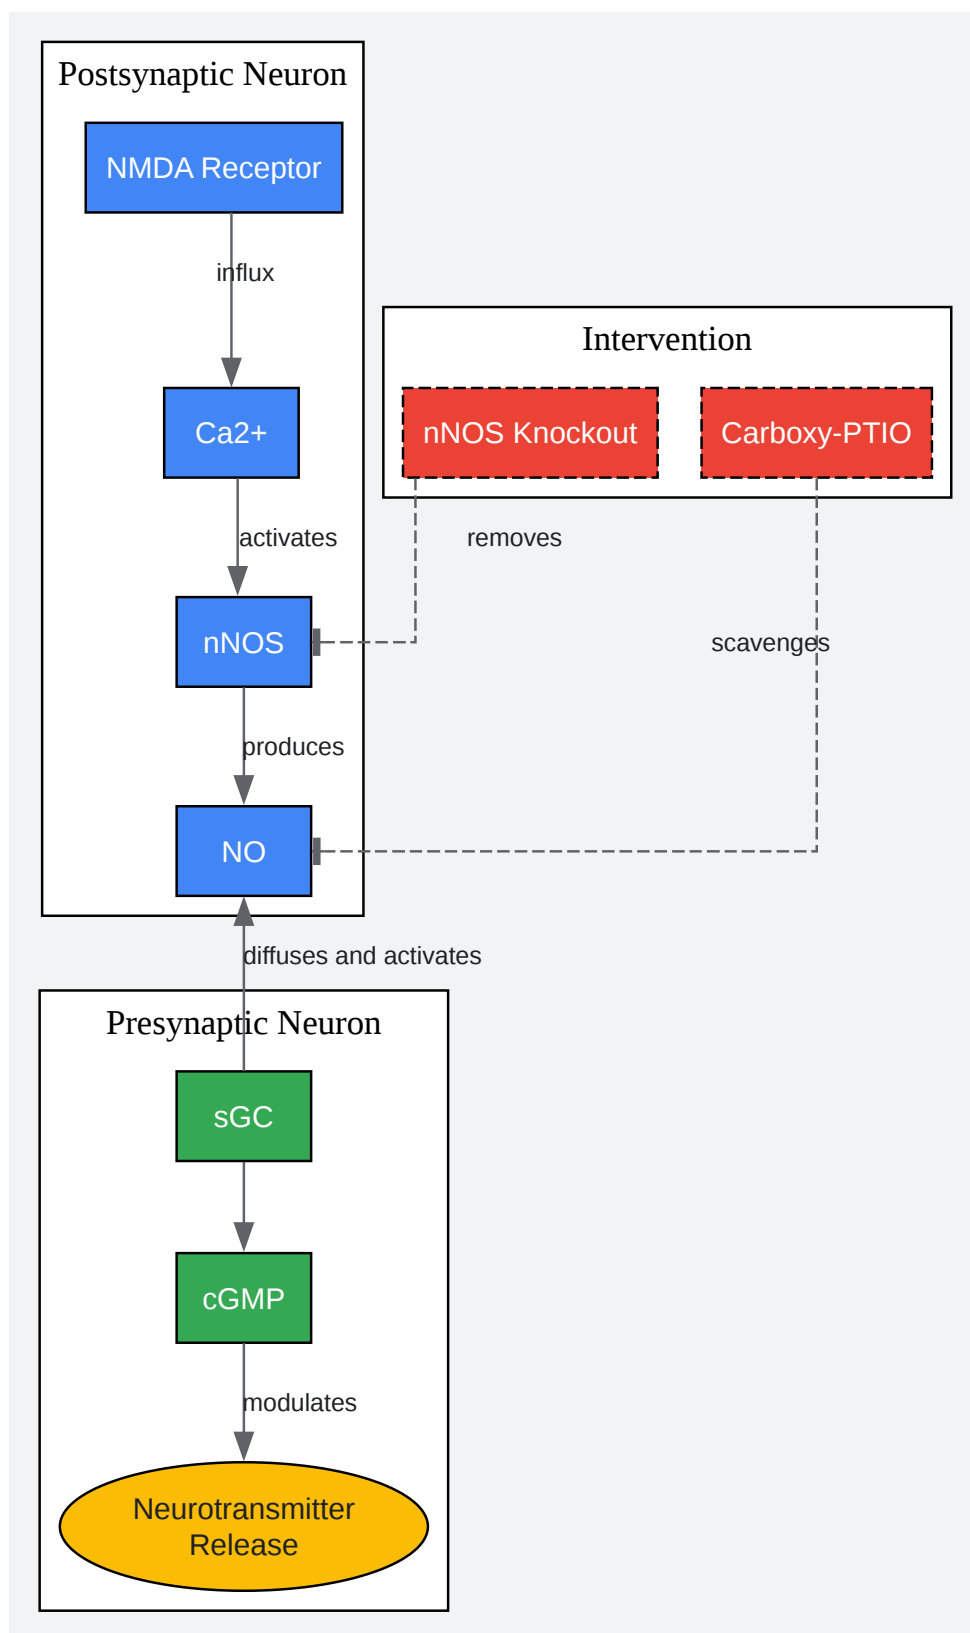 Postsynaptic Neuron
NMDA Receptor
influx
Intervention
Ca2+
nNOS Knockout
Carboxy-PTIO
activates
removes
nNOS
scavenges
produces
NO
diffuses and activates
Presynaptic Neuron
sGC
cGMP
modulates
Neurotransmitter
Release